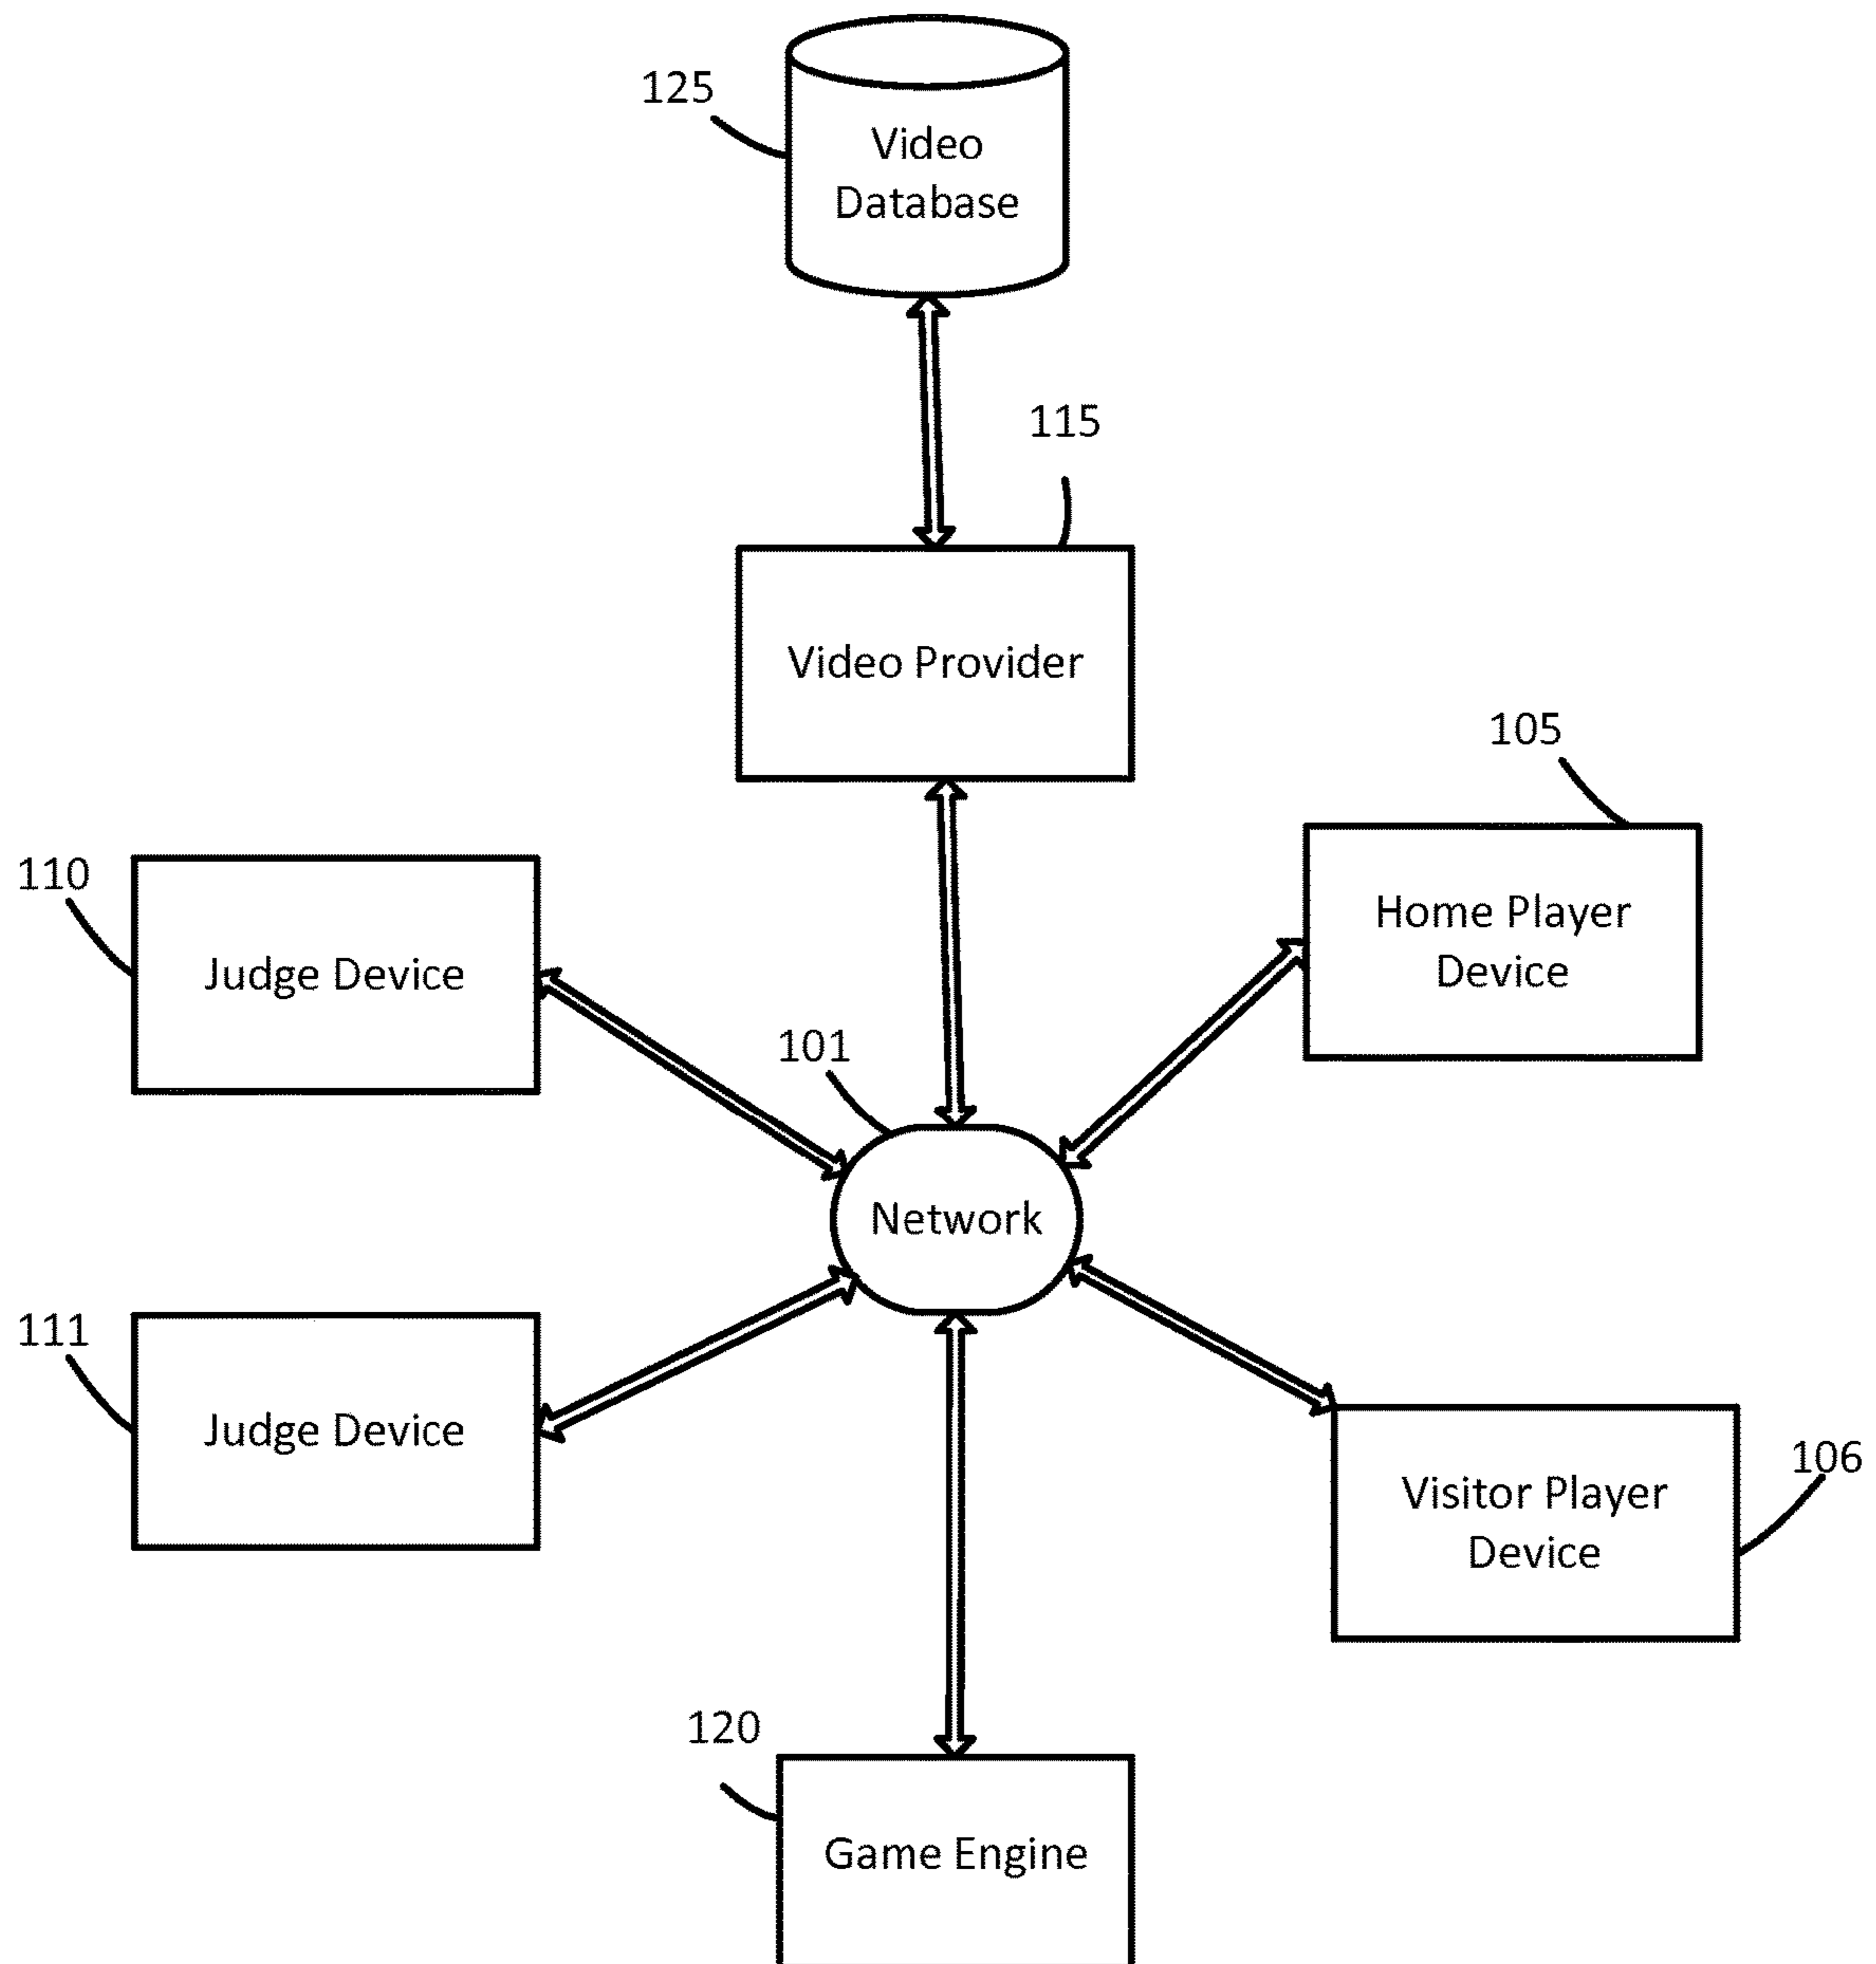 125
Video
Database
115
Video Provider
105
Home Player
Device
110
Judge Device
101
Network
111
Judge Device
106
Visitor Player
Device
120
Game Engine